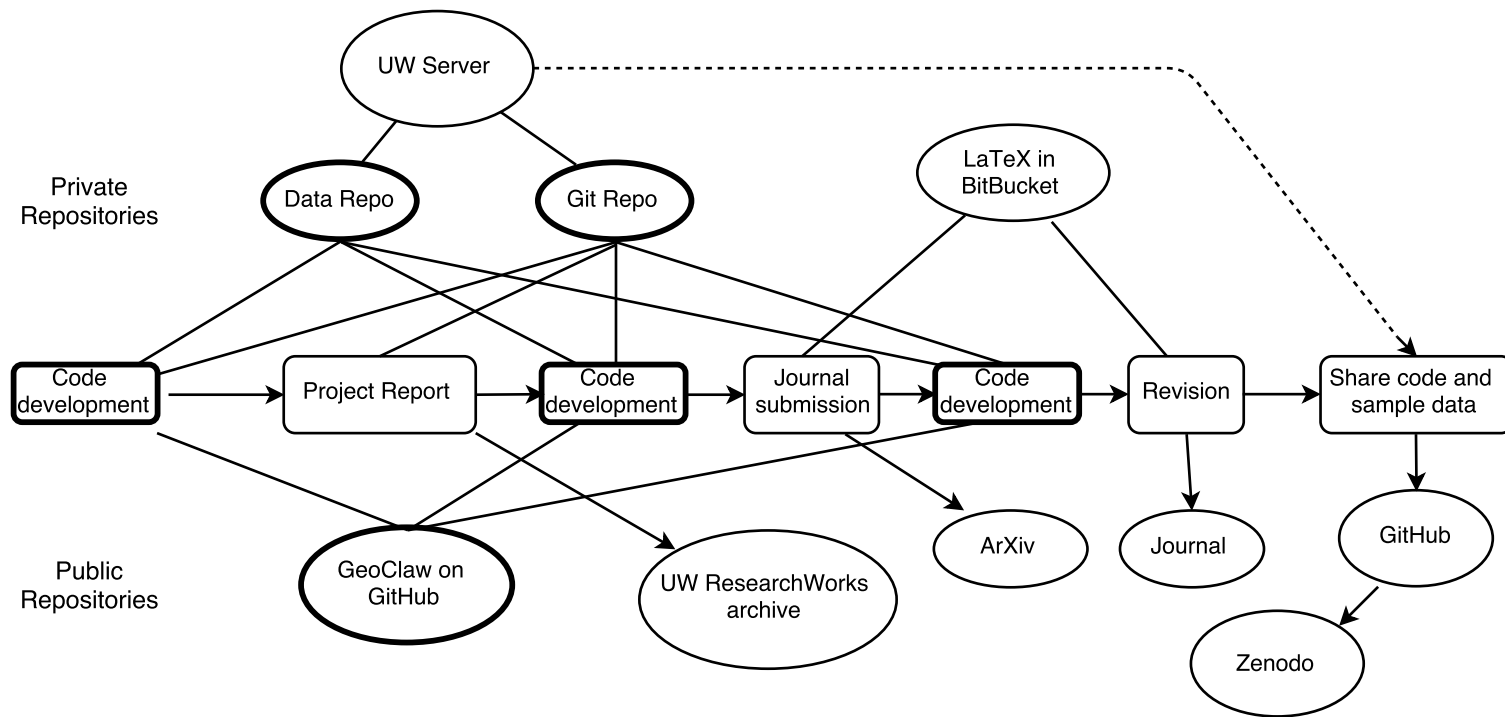 UW Server
LaTeX in
BitBucket
Private
Repositories
Data Repo
Git Repo
Code
development
Project Report
Code
development
Journal
submission
Code
development
Revision
Share code and
sample data
Public
Repositories
GeoClaw on
GitHub
UW ResearchWorks
archive
ArXiv
Journal
GitHub
Zenodo